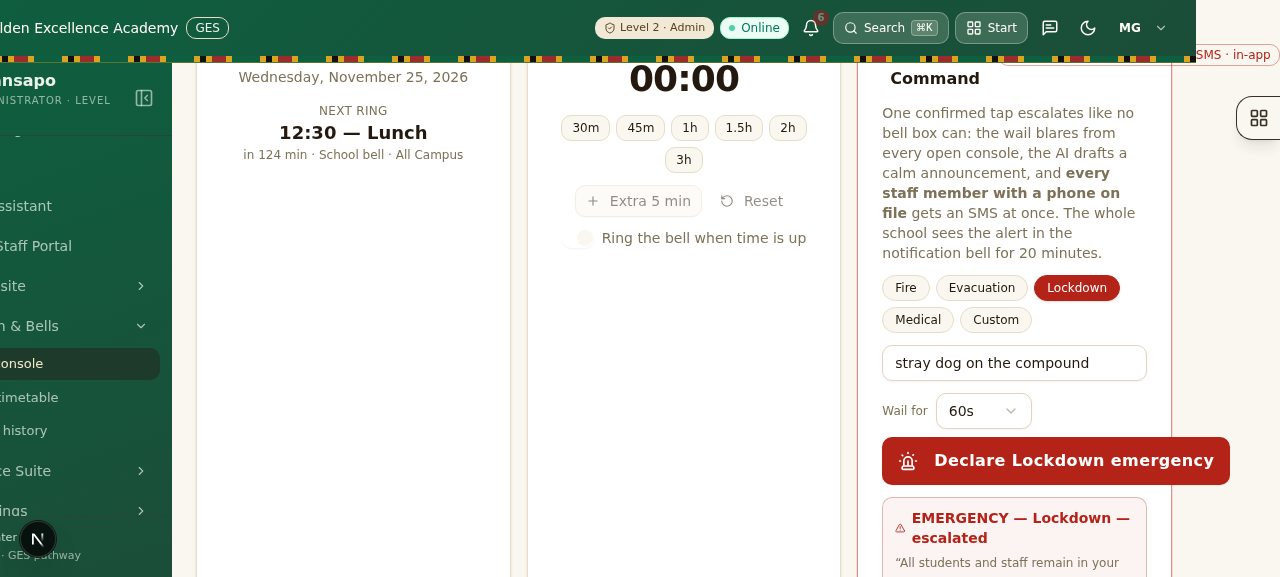 lden Excellence Academy GES
Level 2 · Admin
Online
6
Search ⌘K
Start
MG
SMS · in-app
ansapo
NISTRATOR · LEVEL
ssistant
Staff Portal
site
n & Bells
onsole
timetable
history
ce Suite
ings
ter
N
· GES pathway
Wednesday, November 25, 2026
NEXT RING
12:30 — Lunch
in 124 min · School bell · All Campus
00:00
30m 45m 1h 1.5h 2h
3h
Extra 5 min Reset
Ring the bell when time is up
Command
One confirmed tap escalates like no
bell box can: the wail blares from
every open console, the AI drafts a
calm announcement, and every
staff member with a phone on
file gets an SMS at once. The whole
school sees the alert in the
notification bell for 20 minutes.
Fire Evacuation Lockdown
Medical Custom
stray dog on the compound
Wail for 60s
Declare Lockdown emergency
EMERGENCY — Lockdown —
escalated
“All students and staff remain in your